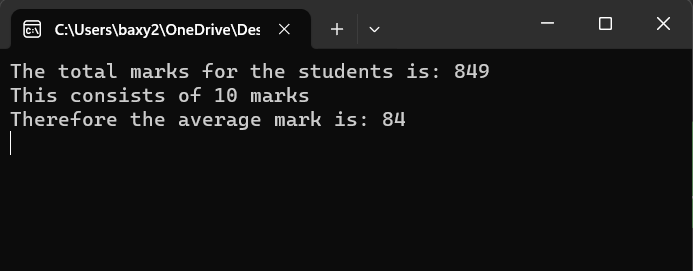 C:\Users\baxy2\OneDrive\Des
The total marks for the students is: 849
This consists of 10 marks
Therefore the average mark is: 84